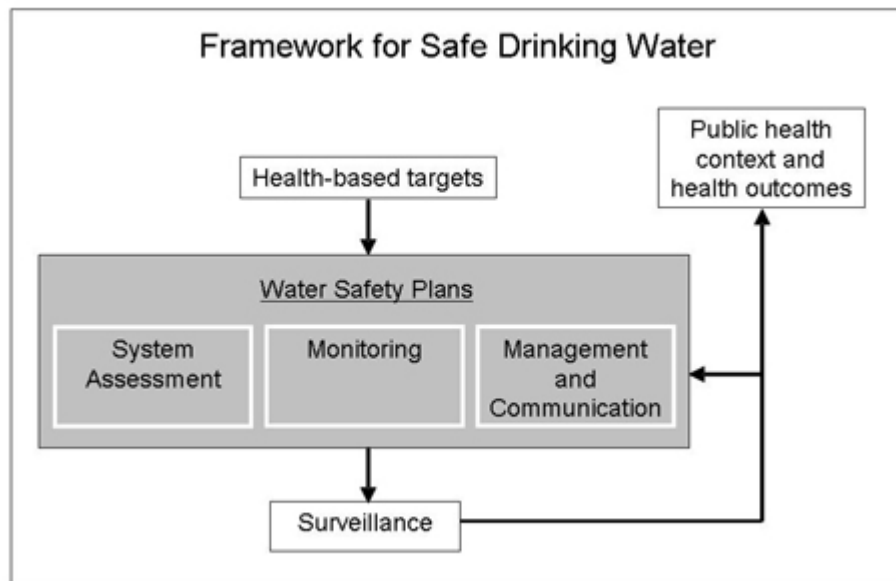 Framework for Safe Drinking Water
Public health
context and
health outcomes
Health-based targets
Water Safety Plans
System
Assessment
Monitoring
Management
and
Communication
Surveillance